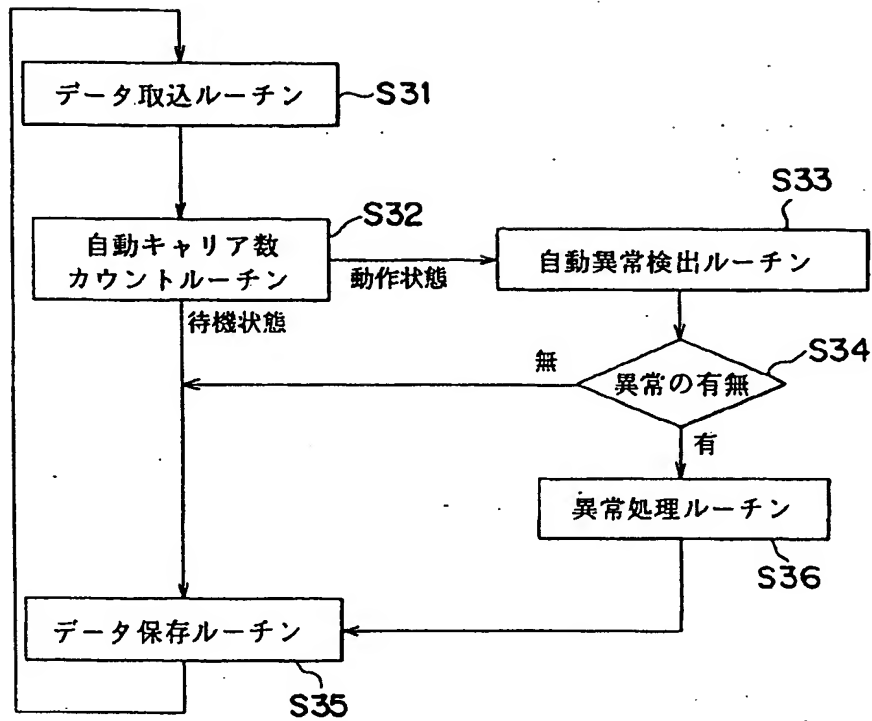 データ取込ルーチン
S31
自動キャリア数
カウントルーチン
S32
動作状態
待機状態
S33
自動異常検出ルーチン
異常の有無
S34
無
有
異常処理ルーチン
S36
データ保存ルーチン
S35